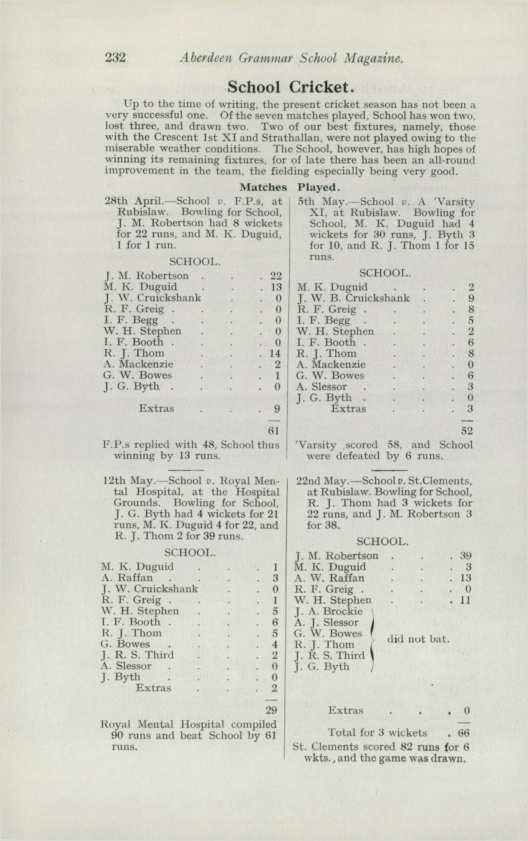 232
Aberdeen Grammar School Magazine.
School Cricket.
Up to the time of writing, the present cricket season has not been a
very successful one. Of the seven matches played, School has won two,
lost three, and drawn two. Two of our best fixtures, namely, those
with the Crescent 1st XI and Strathallan, were not played owing to the
miserable weather conditions. The School, however, has high hopes of
winning its remaining fixtures, for of late there has been an all-round
improvement in the team, the fielding especially being very good.
Matches Played.
28th April.—School v. F.P.s, at
Rubislaw. Bowling for School,
J. M. Robertson had 8 wickets
for 22 runs, and M. K. Duguid,
1 for 1 run.
SCHOOL.
J. M. Robertson . . . 22
M. K. Duguid . . . 13
J. W. Cruickshank . . 0
R. F. Greig . . . . 0
I. F. Begg . . . . 0
W. H. Stephen . . . 0
I. F. Booth . . . . 0
R. J. Thom . . . 14
A. Mackenzie . . . 2
G. W. Bowes . . . 1
J. G. Byth . . . . 0
Extras . . . 9
61
F.P.s replied with 48, School thus
winning by 13 runs.
12th May.—School v. Royal Men-
tal Hospital, at the Hospital
Grounds. Bowling for School,
J. G. Byth had 4 wickets for 21
runs, M. K. Duguid 4 for 22, and
R. J. Thom 2 for 39 runs.
SCHOOL.
M. K. Duguid . . . 1
A. Raffan . . . . 3
J. W. Cruickshank . . 0
R. F. Greig . . . . 1
W. H. Stephen . . . 5
I. F. Booth . . . . 6
R. J. Thom . . . 5
G. Bowes . . . . 4
J. R. S. Third . . . 2
A. Slessor . . . . 0
J. Byth . . . . 0
Extras . . . 2
29
Royal Mental Hospital compiled
90 runs and beat School by 61
runs.
5th May.—School v. A 'Varsity
XI, at Rubislaw. Bowling for
School, M. K. Duguid had 4
wickets for 30 runs, J. Byth 3
for 10, and R. J. Thom 1 for 15
runs.
SCHOOL.
M. K. Duguid . . . 2
J. W. B. Cruickshank . . 9
R. F. Greig . . . . 8
I. F. Begg . . . . 5
W. H. Stephen . . . 2
I. F. Booth . . . . 6
R. J. Thom . . . 8
A. Mackenzie . . . 0
G. W. Bowes . . . 6
A. Slessor . . . . 3
J. G. Byth . . . . 0
Extras . . . 3
52
'Varsity scored 58, and School
were defeated by 6 runs.
22nd May.—School v. St.Clements,
at Rubislaw. Bowling for School,
R. J. Thom had 3 wickets for
22 runs, and J. M. Robertson 3
for 38.
SCHOOL.
J. M. Robertson . . . 39
M. K. Duguid . . . 3
A. W. Raffan . . . 13
R. F. Greig . . . . 0
W. H. Stephen . . . 11
J. A. Brockie
A. J. Slessor
G. W. Bowes
R. J. Thom
J. R. S. Third
J. G. Byth
did not bat.
Extras . . . 0
Total for 3 wickets . 66
St. Clements scored 82 runs for 6
wkts., and the game was drawn.